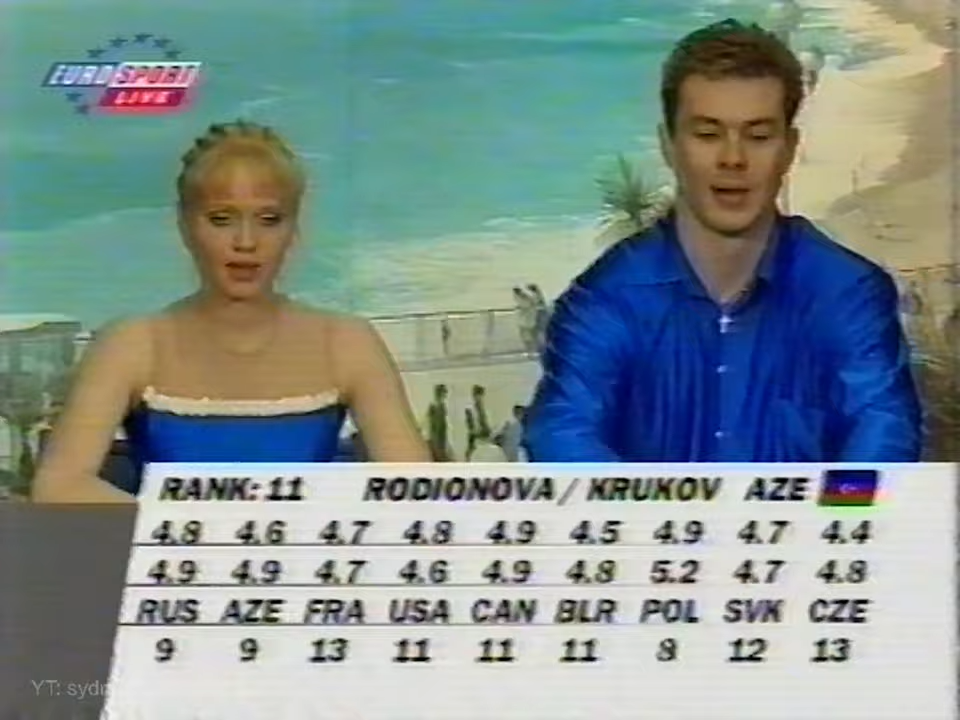 EUROSPORT
LIVE
RANK: 11 RODIONOVA / KRUKOV AZE
4.8 4.6 4.7 4.8 4.9 4.5 4.9 4.7 4.4
4.9 4.9 4.7 4.6 4.9 4.8 5.2 4.7 4.8
RUS AZE FRA USA CAN BLR POL SVK CZE
9 9 13 11 11 11 8 12 13
YT: